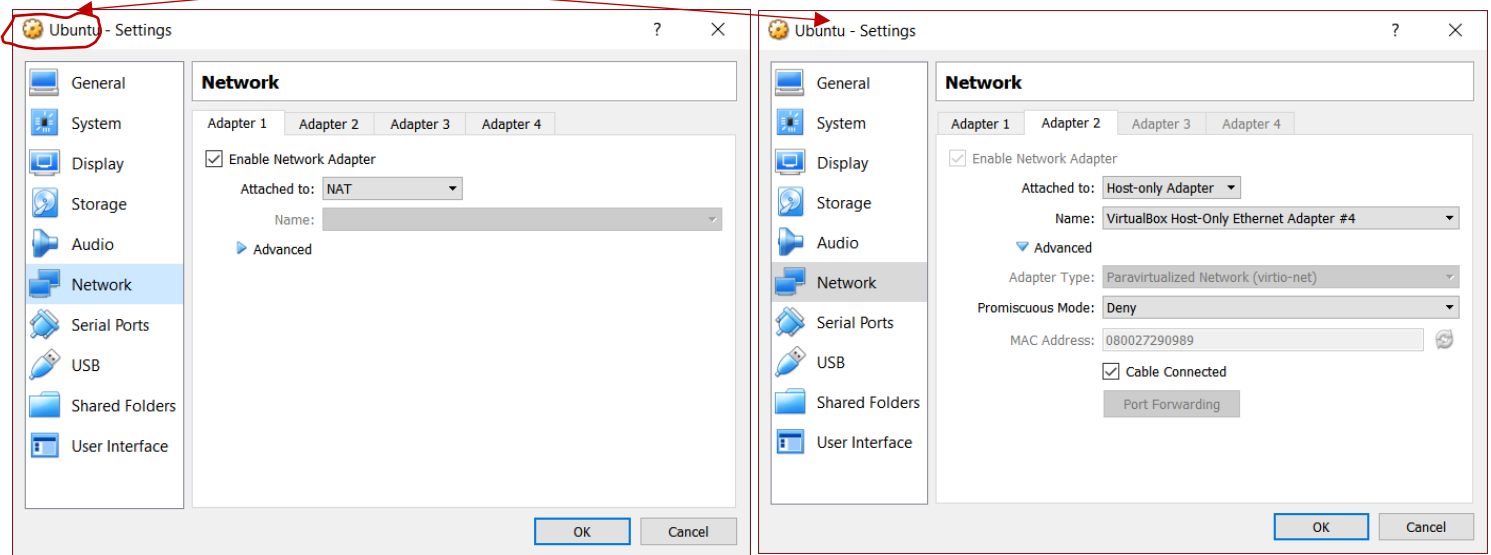 Ubuntu - Settings
?
General
System
Display
Storage
Audio
Network
Serial Ports
USB
Shared Folders
User Interface
Network
Adapter 1 Adapter 2 Adapter 3 Adapter 4
Enable Network Adapter
Attached to: NAT
Name:
Advanced
OK Cancel
Ubuntu - Settings
?
General
System
Display
Storage
Audio
Network
Serial Ports
USB
Shared Folders
User Interface
Network
Adapter 1 Adapter 2 Adapter 3 Adapter 4
Enable Network Adapter
Attached to: Host-only Adapter
Name: VirtualBox Host-Only Ethernet Adapter #4
Advanced
Adapter Type: Paravirtualized Network (virtio-net)
Promiscuous Mode: Deny
MAC Address: 080027290989
Cable Connected
Port Forwarding
OK Cancel